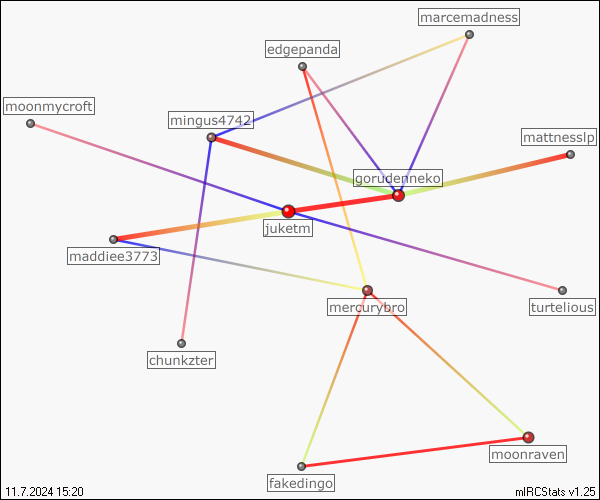 marcemadness
edgepanda
moonmycroft
mingus4742
mattnesslp
gorudenneko
juketm
maddiee3773
mercurybro
turtelious
chunkzter
moonraven
fakedingo
11.7.2024 15:20
mIRCStats v1.25